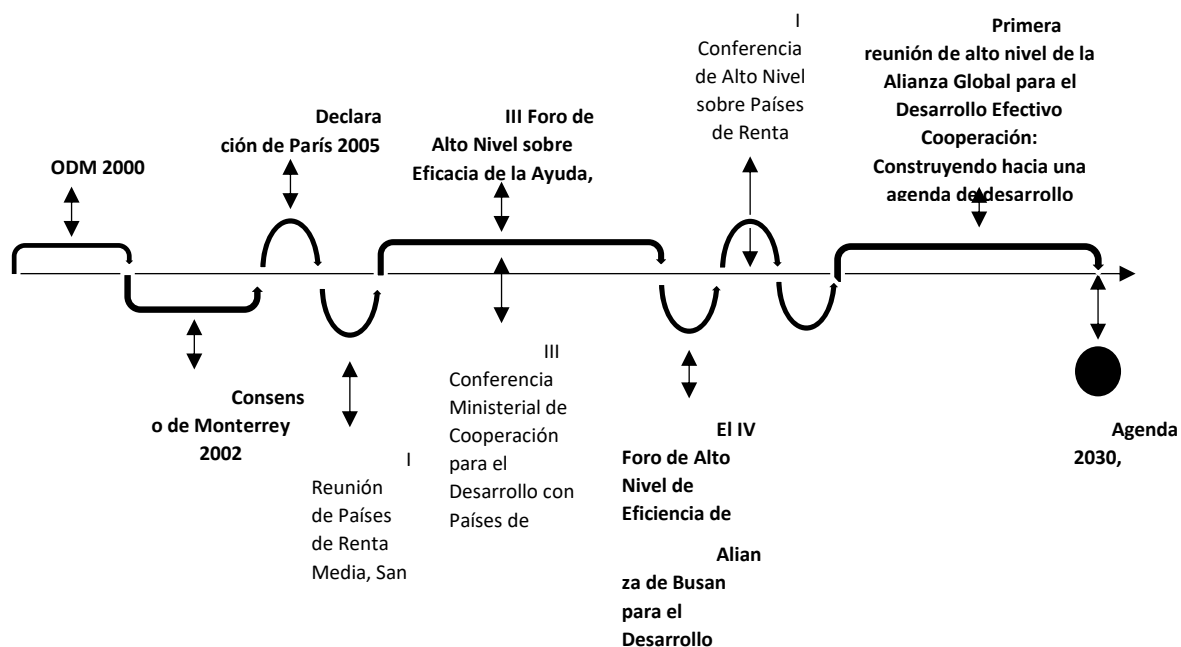 ODM 2000
Consens
o de Monterrey
2002
Declara
ción de París 2005
I
Reunión
de Países
de Renta
Media, San
III Foro de
Alto Nivel sobre
Eficacia de la Ayuda,
III
Conferencia
Ministerial de
Cooperación
para el
Desarrollo con
Países de
El IV
Foro de Alto
Nivel de
Eficiencia de
Alian
za de Busan
para el
Desarrollo
I
Conferencia
de Alto Nivel
sobre Países
de Renta
Primera
reunión de alto nivel de la
Alianza Global para el
Desarrollo Efectivo
Cooperación:
Construyendo hacia una
agenda de desarrollo
Agenda
2030,